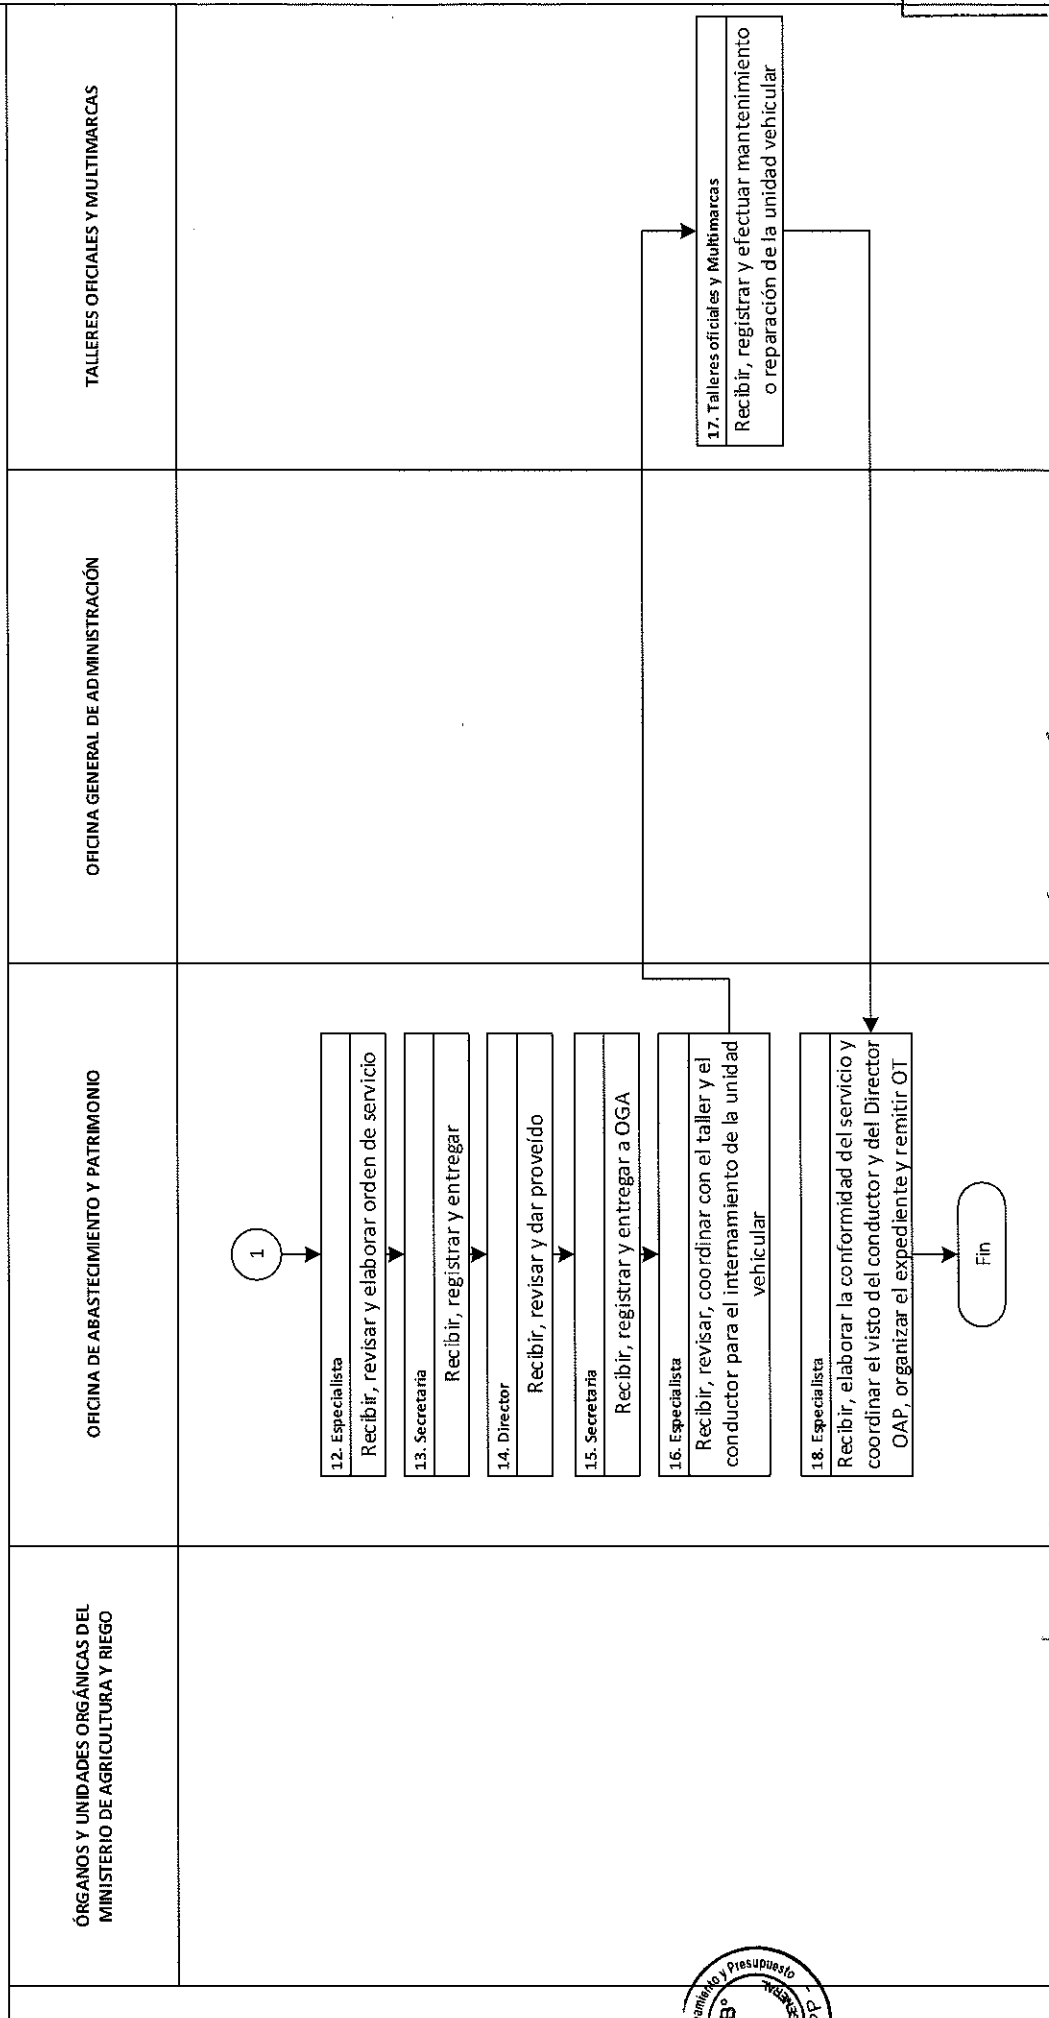 ÓRGANOS Y UNIDADES ORGÁNICAS DEL
MINISTERIO DE AGRICULTURA Y RIEGO
OFICINA DE ABASTECIMIENTO Y PATRIMONIO
OFICINA GENERAL DE ADMINISTRACIÓN
TALLERES OFICIALES Y MULTIMARCAS
1
12. Especialista
Recibir, revisar y elaborar orden de servicio
13. Secretaria
Recibir, registrar y entregar
14. Director
Recibir, revisar y dar proveído
15. Secretaria
Recibir, registrar y entregar a OGA
16. Especialista
Recibir, revisar, coordinar con el taller y el
conductor para el internamiento de la unidad
vehicular
17. Talleres oficiales y Multimarcas
Recibir, registrar y efectuar mantenimiento
o reparación de la unidad vehicular
18. Especialista
Recibir, elaborar la conformidad del servicio y
coordinar el visto del conductor y del Director
OAP, organizar el expediente y remitir OT
Fin
y Presupuesto